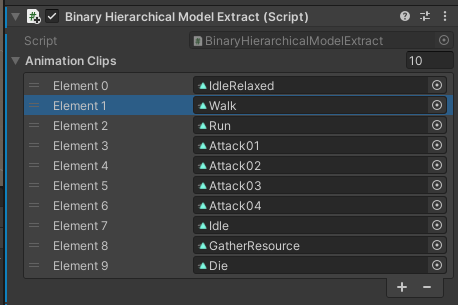 Binary Hierarchical Model Extract (Script)
Script BinaryHierarchicalModelExtract
Animation Clips 10
Element 0 IdleRelaxed
Element 1 Walk
Element 2 Run
Element 3 Attack01
Element 4 Attack02
Element 5 Attack03
Element 6 Attack04
Element 7 Idle
Element 8 GatherResource
Element 9 Die